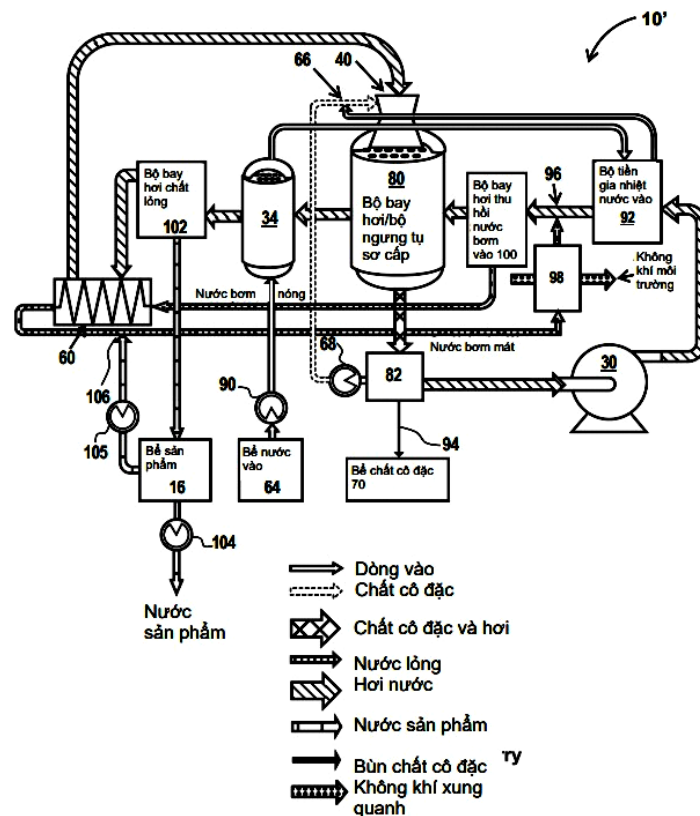 10'
66
40
Bộ bay
hơi chất
lỏng
102
34
80
Bộ bay
hơi/bộ
ngưng tụ
sơ cấp
Bộ bay
hơi thu
hồi
nước
bơm
vào 100
96
Bộ tiền
gia nhiệt
nước vào
92
Không
khí môi
trường
98
Nước bơm
nóng
Nước bơm mát
60
106
68
82
30
90
105
94
Bể sản
phẩm
16
Bể nước
vào
64
Bể chất cô đặc
70
104
Nước
sản phẩm
Dòng vào
Chất cô đặc
Chất cô đặc và hơi
Nước lỏng
Hơi nước
Nước sản phẩm
Bùn chất cô đặc ry
Không khí xung
quanh